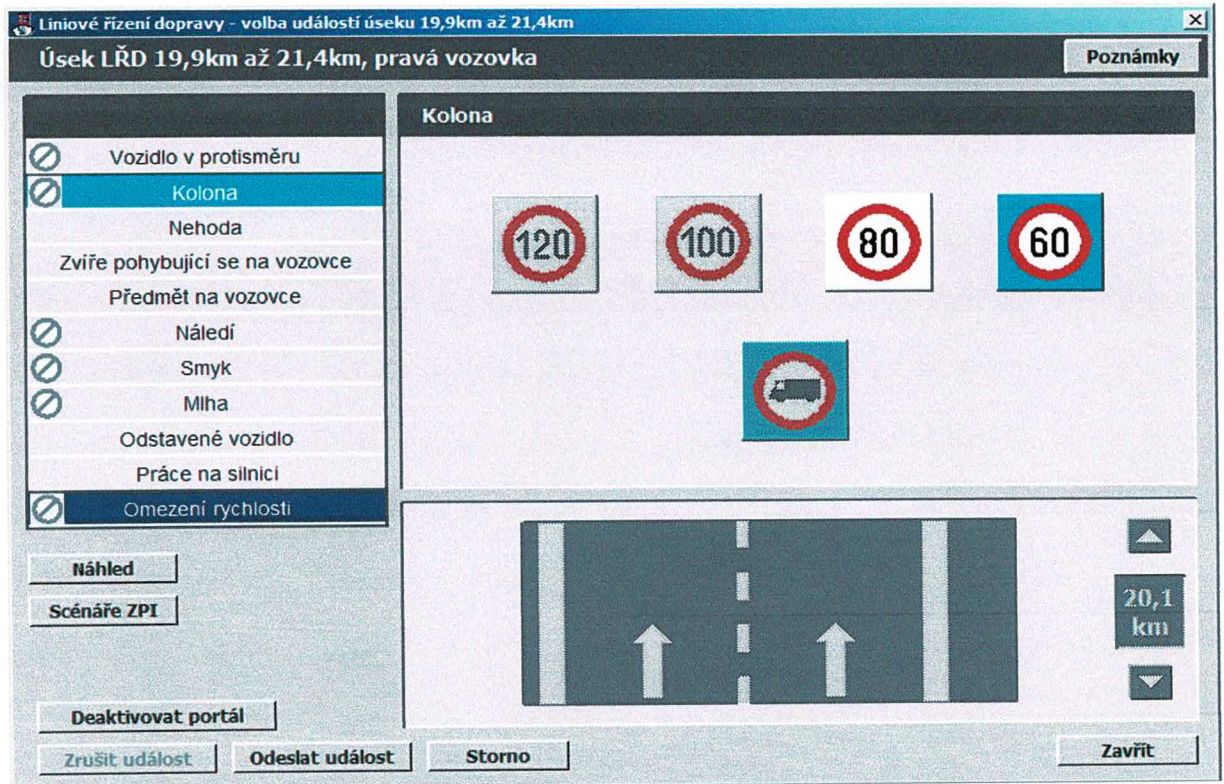 Liniové řízení dopravy - volba událostí úseku 19,9km až 21,4km
Úsek LŘD 19,9km až 21,4km, pravá vozovka
Poznámky
Vozidlo v protisměru
Kolona
Nehoda
Zvíře pohybující se na vozovce
Předmět na vozovce
Náledí
Smyk
Mlha
Odstavené vozidlo
Práce na silnici
Omezení rychlosti
Náhled
Scénáře ZPI
Deaktivovat portál
Zrušit událost
Odeslat událost
Storno
Kolona
120
100
80
60
20,1
km
Zavřít